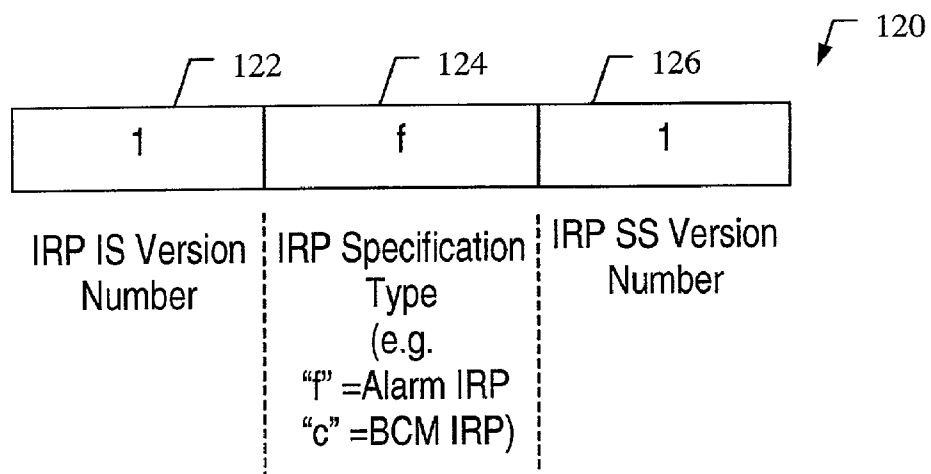 120
122 124 126
1 f 1
IRP IS Version
Number
IRP Specification
Type
(e.g.
“f” =Alarm IRP
“c” =BCM IRP)
IRP SS Version
Number